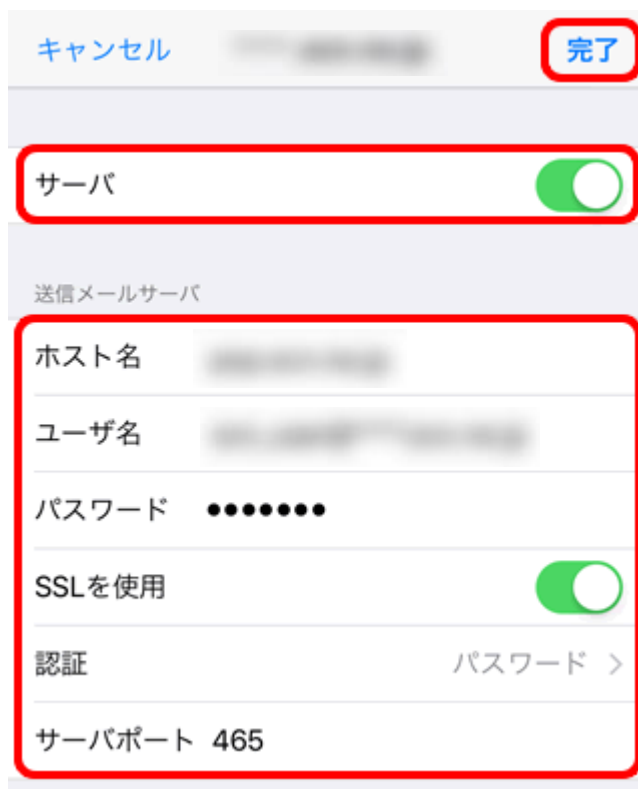 キャンセル 完了
サーバ
送信メールサーバ
ホスト名
ユーザ名
パスワード •••••••
SSLを使用
認証 パスワード >
サーバポート 465